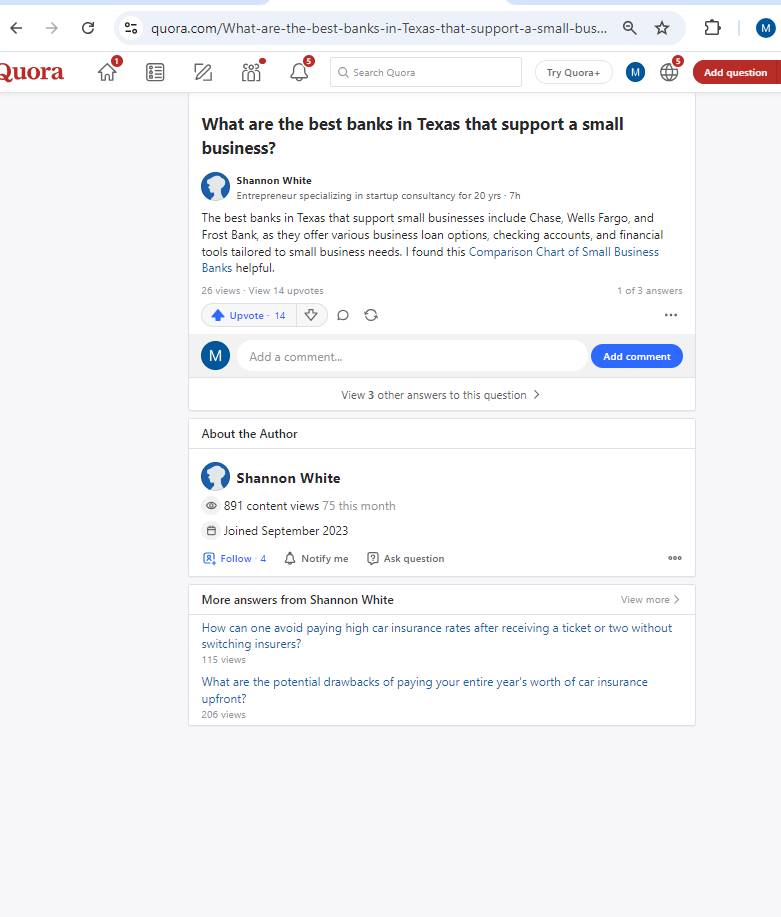 quora.com/What-are-the-best-banks-in-Texas-that-support-a-small-bus...
M
Quora
1
5
Search Quora
Try Quora+
M
5
Add question
What are the best banks in Texas that support a small
business?
Shannon White
Entrepreneur specializing in startup consultancy for 20 yrs · 7h
The best banks in Texas that support small businesses include Chase, Wells Fargo, and
Frost Bank, as they offer various business loan options, checking accounts, and financial
tools tailored to small business needs. I found this Comparison Chart of Small Business
Banks helpful.
26 views · View 14 upvotes
1 of 3 answers
Upvote · 14
M
Add a comment...
Add comment
View 3 other answers to this question
About the Author
Shannon White
891 content views 75 this month
Joined September 2023
Follow · 4
Notify me
Ask question
More answers from Shannon White
View more
How can one avoid paying high car insurance rates after receiving a ticket or two without
switching insurers?
115 views
What are the potential drawbacks of paying your entire year's worth of car insurance
upfront?
206 views